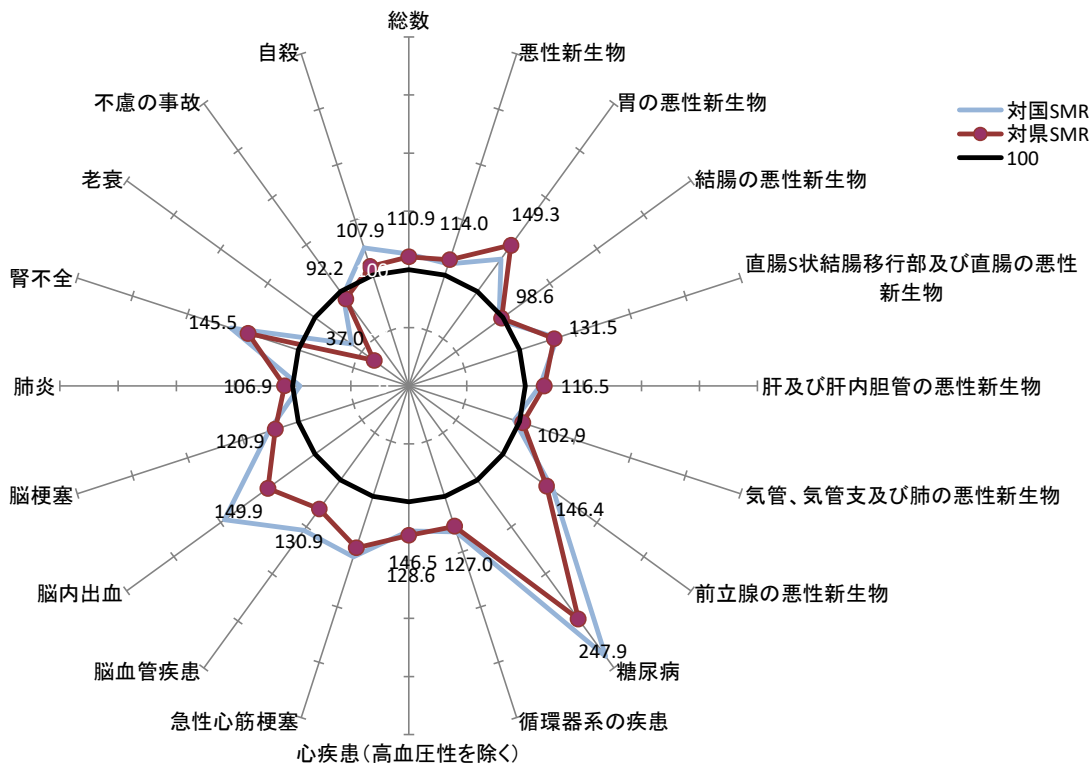 総数
自殺
悪性新生物
不慮の事故
胃の悪性新生物
対国SMR
対県SMR
100
老衰
結腸の悪性新生物
107.9
110.9
114.0
149.3
直腸S状結腸移行部及び直腸の悪性
新生物
腎不全
92.2
100
98.6
145.5
37.0
131.5
肺炎
106.9
116.5
肝及び肝内胆管の悪性新生物
120.9
102.9
脳梗塞
気管、気管支及び肺の悪性新生物
149.9
146.4
130.9
146.5
128.6
127.0
脳内出血
前立腺の悪性新生物
247.9
脳血管疾患
糖尿病
急性心筋梗塞
循環器系の疾患
心疾患(高血圧性を除く)